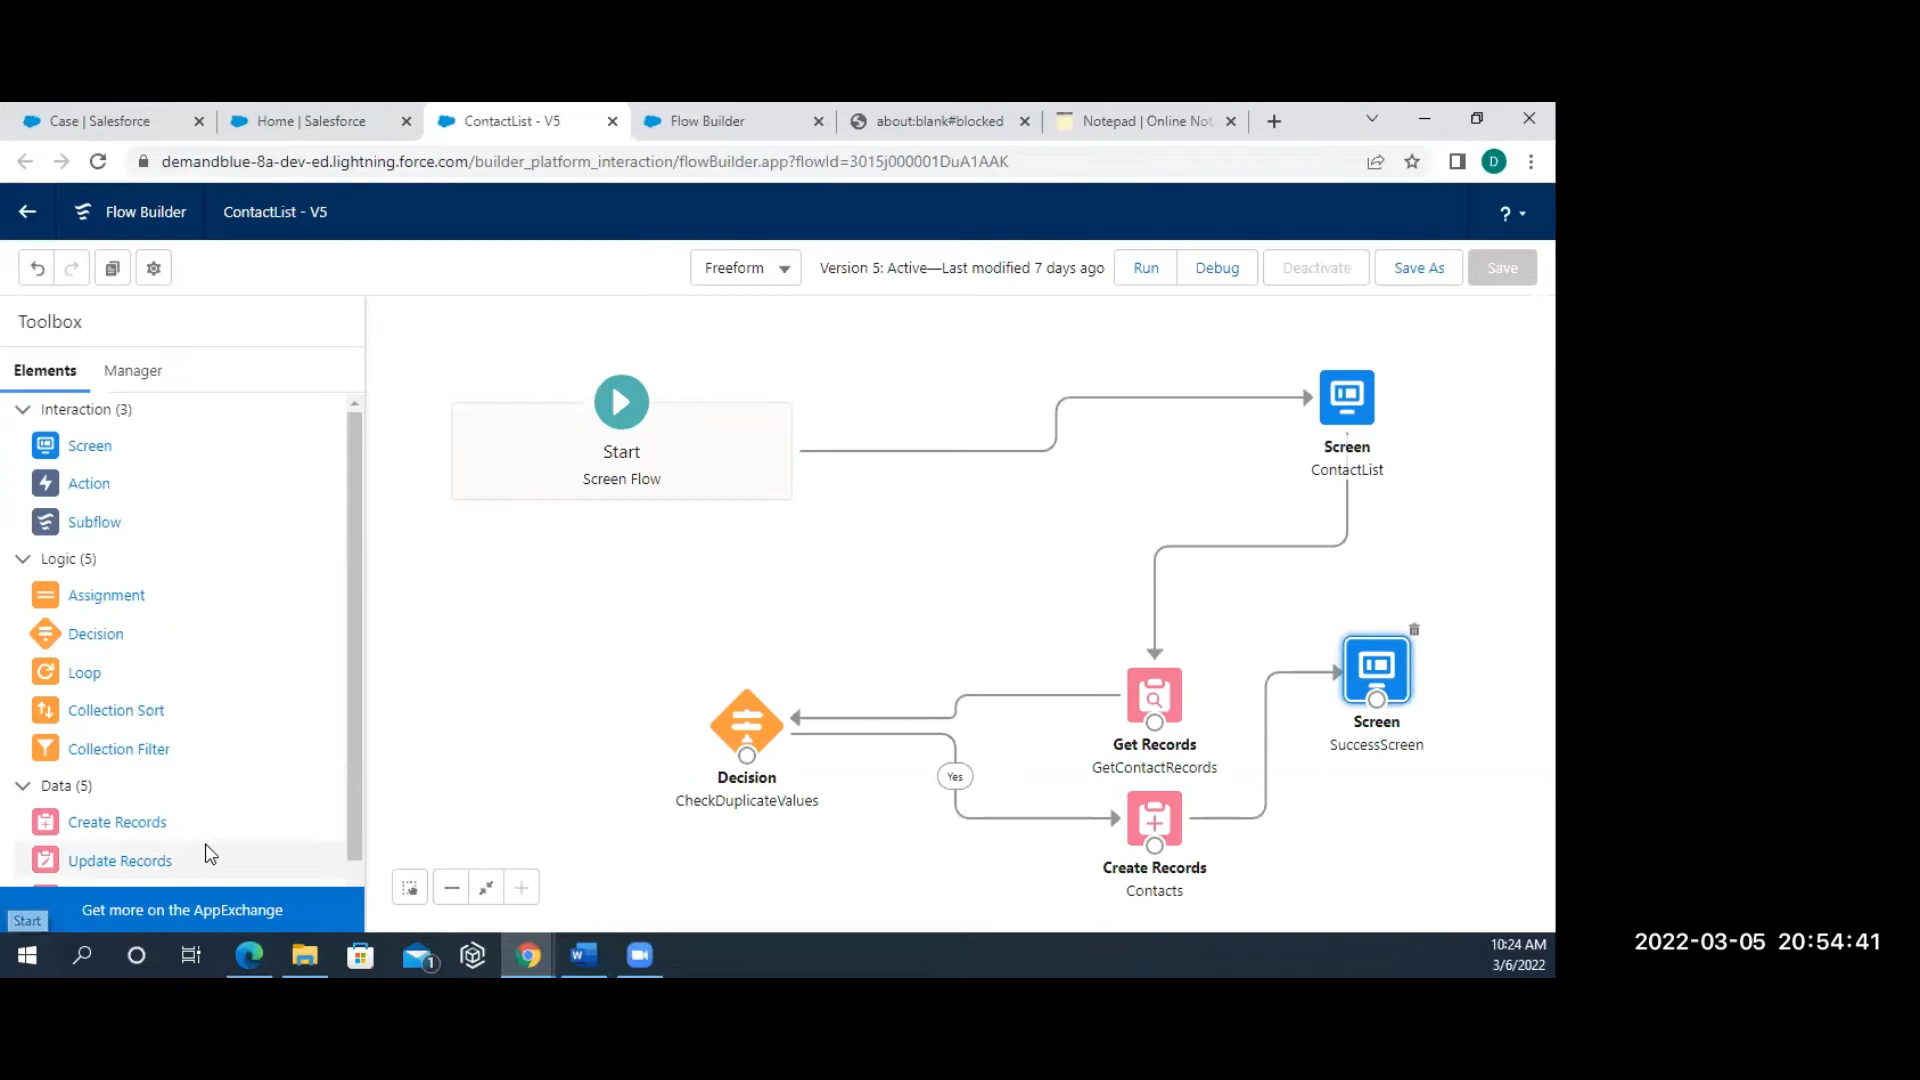 Case | Salesforce
Home | Salesforce
ContactList - V5
Flow Builder
about:blank#blocked
Notepad | Online Not
demandblue-8a-dev-ed.lightning.force.com/builder_platform_interaction/flowBuilder.app?flowId=3015j000001DuA1AAK
D
Flow Builder
ContactList - V5
?
Freeform
Version 5: Active—Last modified 7 days ago
Run
Debug
Deactivate
Save As
Save
Toolbox
Elements
Manager
Interaction (3)
Screen
Action
Subflow
Logic (5)
Assignment
Decision
Loop
Collection Sort
Collection Filter
Data (5)
Create Records
Update Records
Get more on the AppExchange
Start
Start
Screen Flow
Screen
ContactList
Get Records
GetContactRecords
Decision
CheckDuplicateValues
Yes
Create Records
Contacts
Screen
SuccessScreen
1
W
10:24 AM
3/6/2022
2022-03-05 20:54:41